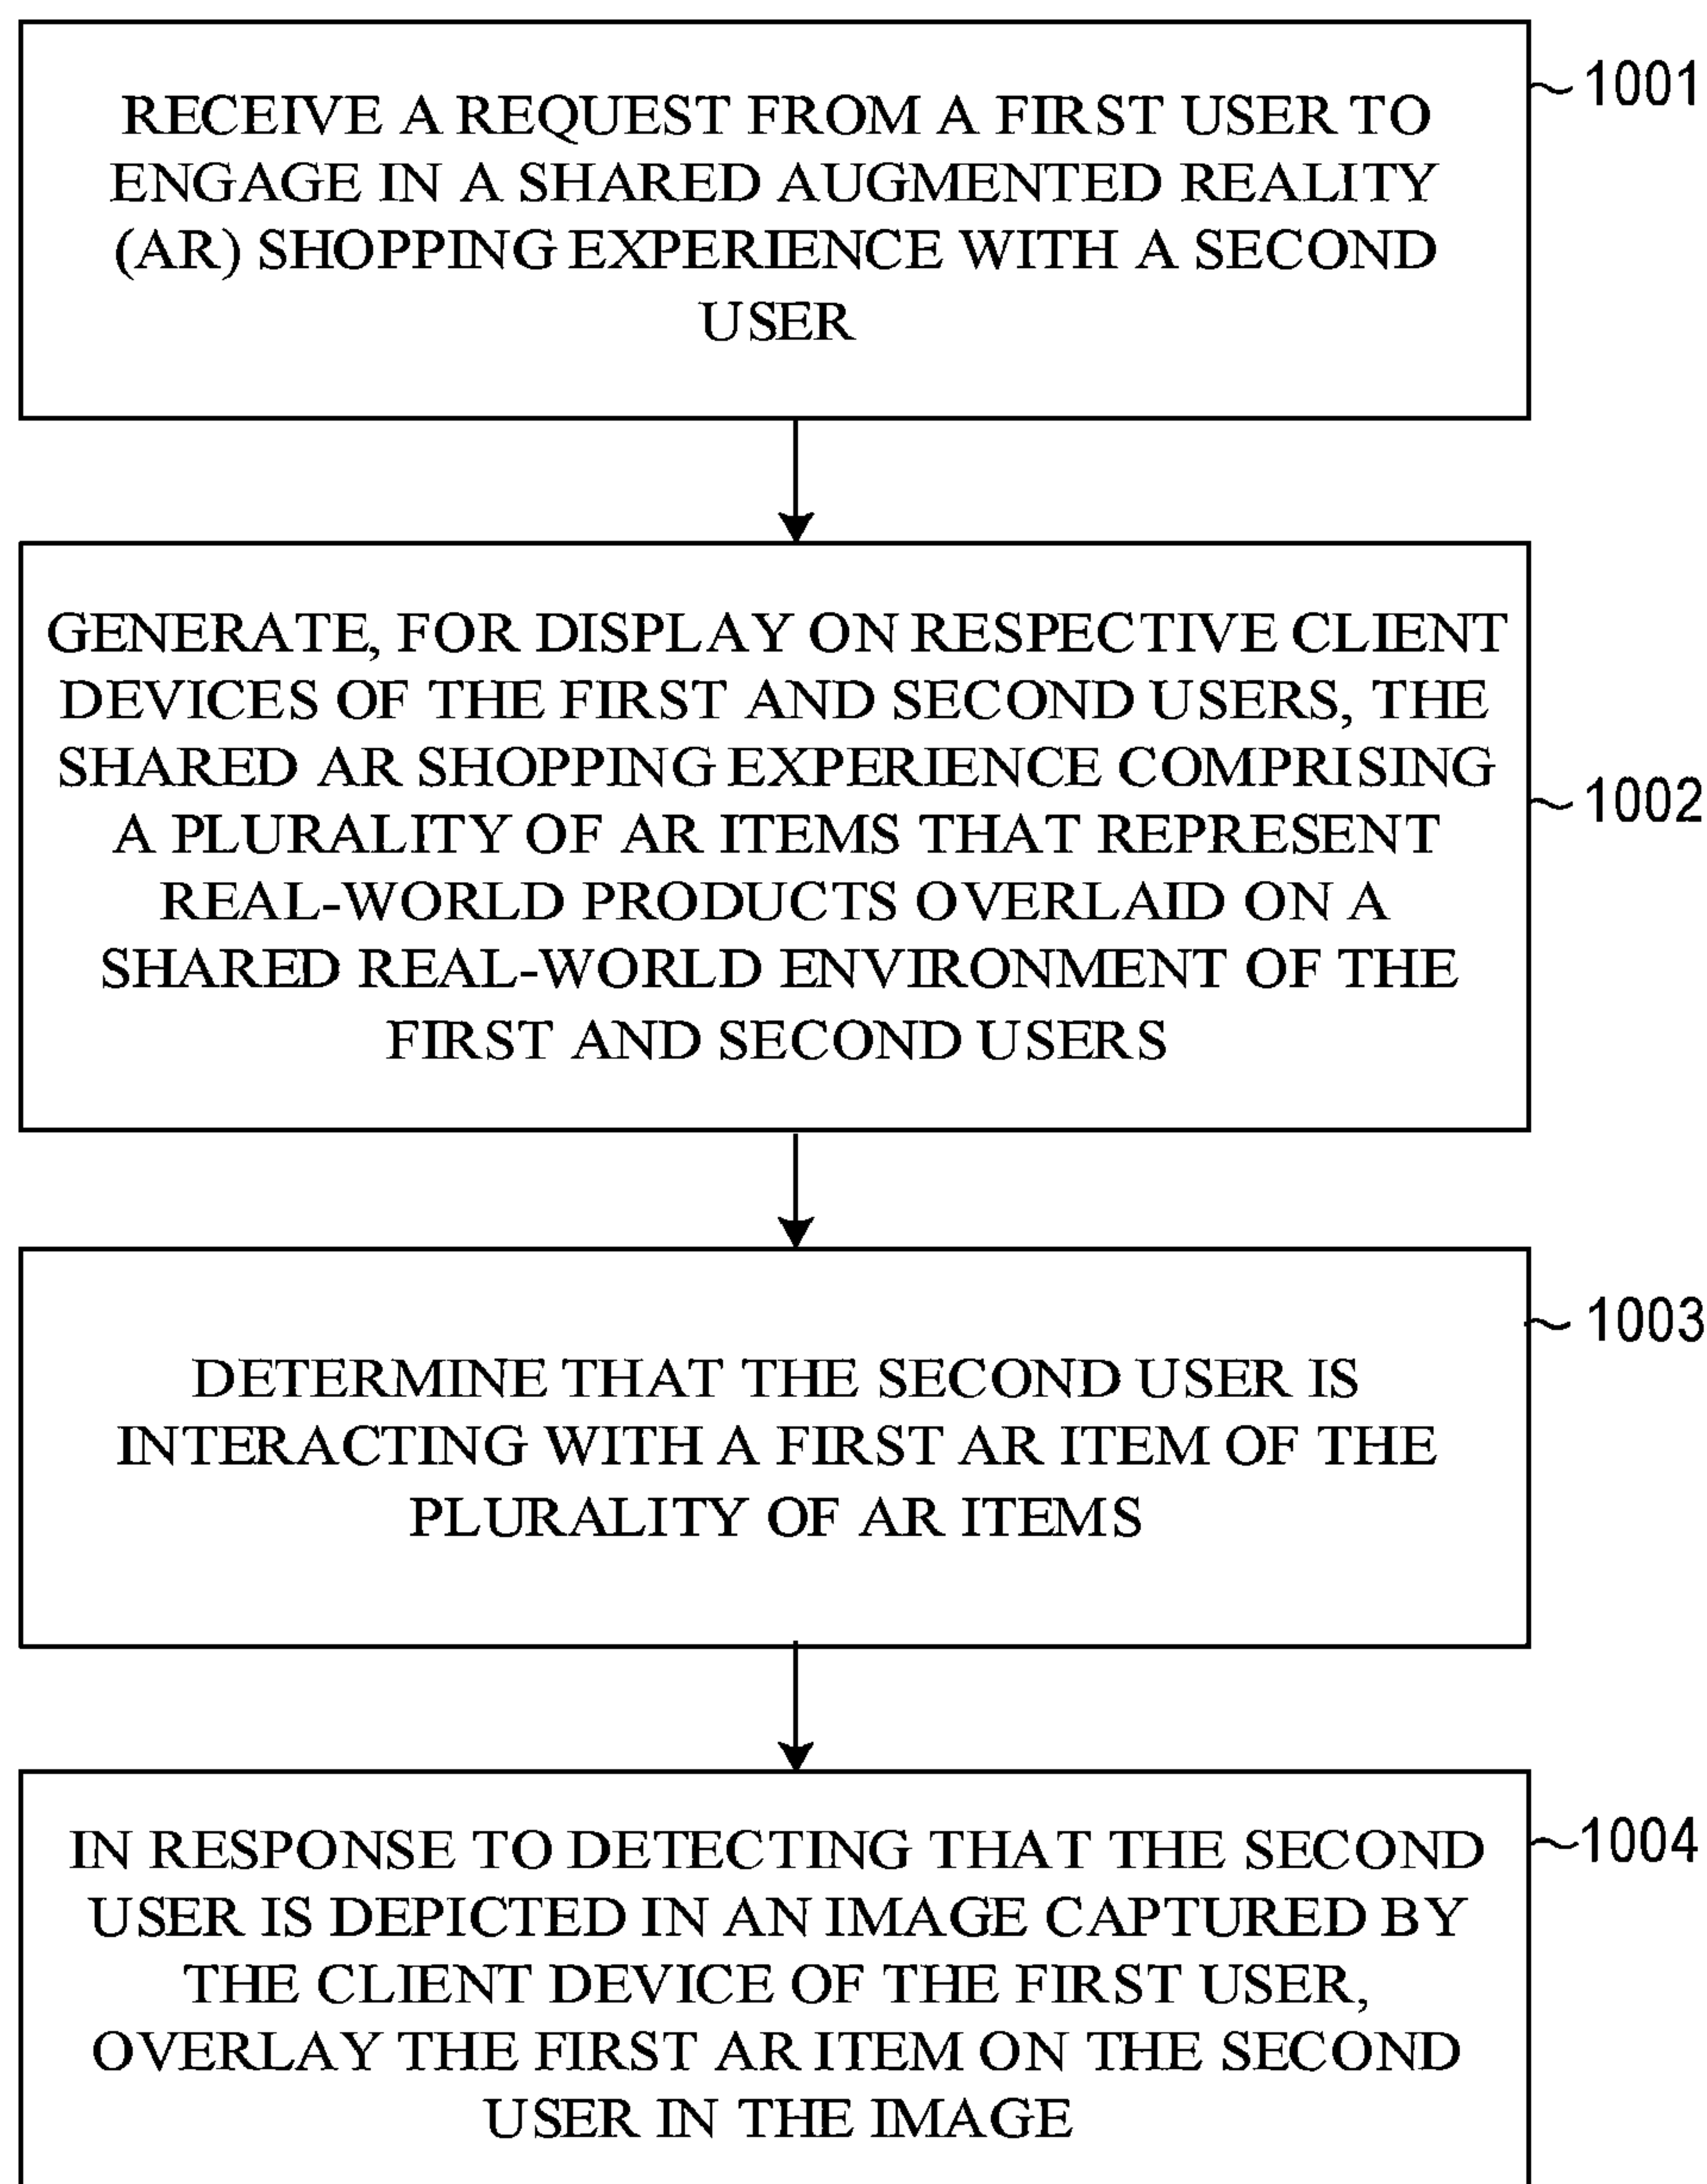 RECEIVE A REQUEST FROM A FIRST USER TO
ENGAGE IN A SHARED AUGMENTED REALITY
(AR) SHOPPING EXPERIENCE WITH A SECOND
USER
1001
GENERATE, FOR DISPLAY ON RESPECTIVE CLIENT
DEVICES OF THE FIRST AND SECOND USERS, THE
SHARED AR SHOPPING EXPERIENCE COMPRISING
A PLURALITY OF AR ITEMS THAT REPRESENT
REAL-WORLD PRODUCTS OVERLAID ON A
SHARED REAL-WORLD ENVIRONMENT OF THE
FIRST AND SECOND USERS
1002
DETERMINE THAT THE SECOND USER IS
INTERACTING WITH A FIRST AR ITEM OF THE
PLURALITY OF AR ITEMS
1003
IN RESPONSE TO DETECTING THAT THE SECOND
USER IS DEPICTED IN AN IMAGE CAPTURED BY
THE CLIENT DEVICE OF THE FIRST USER,
OVERLAY THE FIRST AR ITEM ON THE SECOND
USER IN THE IMAGE
1004